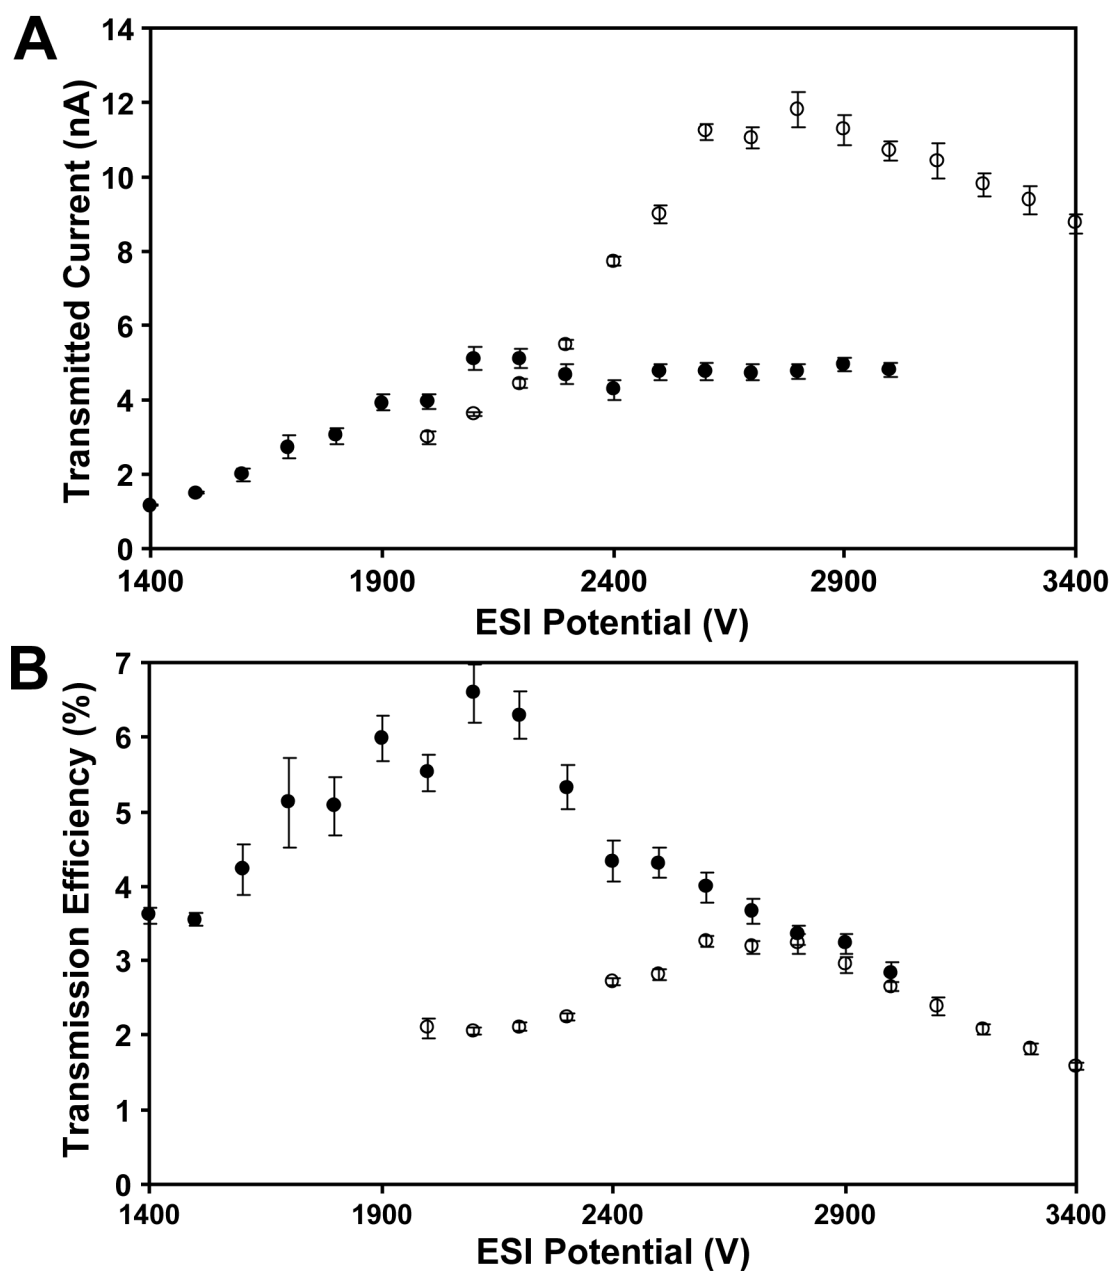 A
Transmitted Current (nA)
14
12
10
8
6
4
2
0
1400 1900 2400 2900 3400
ESI Potential (V)
B
Transmission Efficiency (%)
7
6
5
4
3
2
1
0
1400 1900 2400 2900 3400
ESI Potential (V)